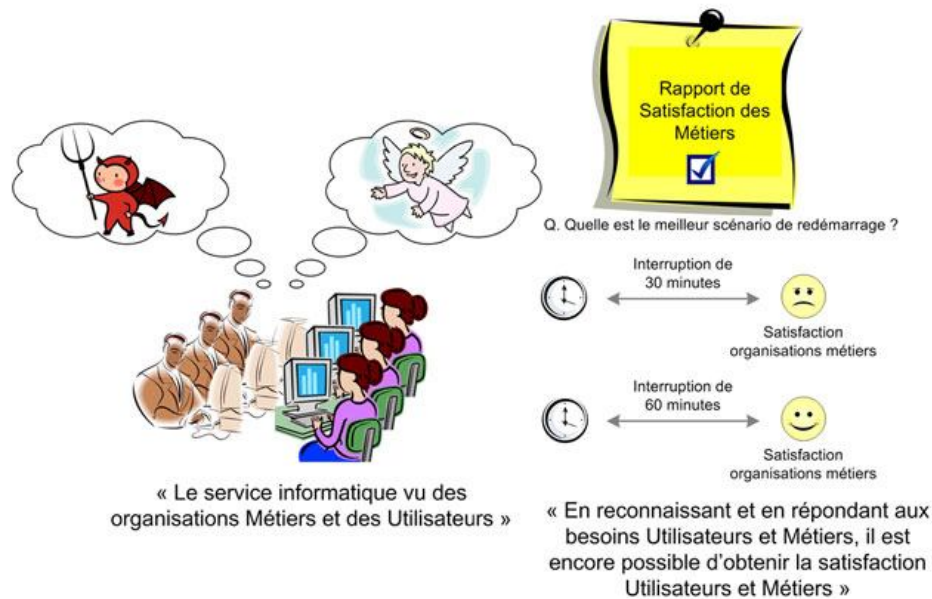 Rapport de
Satisfaction des
Métiers
Q. Quelle est le meilleur scénario de redémarrage ?
Interruption de
30 minutes
Satisfaction
organisations métiers
Interruption de
60 minutes
Satisfaction
organisations métiers
« Le service informatique vu des
organisations Métiers et des Utilisateurs »
« En reconnaissant et en répondant aux
besoins Utilisateurs et Métiers, il est
encore possible d’obtenir la satisfaction
Utilisateurs et Métiers »